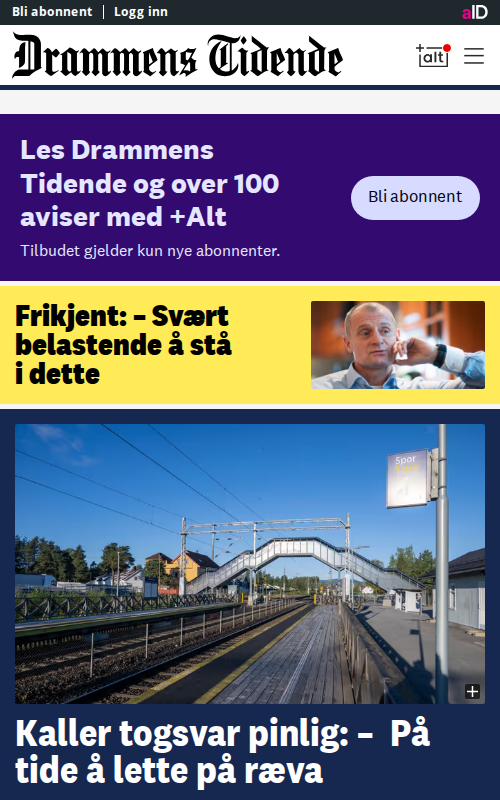 Bli abonnent Logg inn aID
Drammens Tidende +alt
Les Drammens
Tidende og over 100
aviser med +Alt
Bli abonnent
Tilbudet gjelder kun nye abonnenter.
Frikjent: – Svært
belastende å stå
i dette
Spor
Kaller togsvar pinlig: – På
tide å lette på ræva